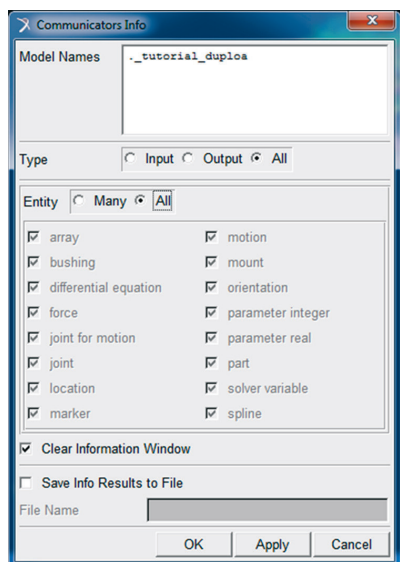 Communicators Info
Model Names
._tutorial_duploa
Type Input Output All
Entity Many All
array motion
bushing mount
differential equation orientation
force parameter integer
joint for motion parameter real
joint part
location solver variable
marker spline
Clear Information Window
Save Info Results to File
File Name
OK Apply Cancel